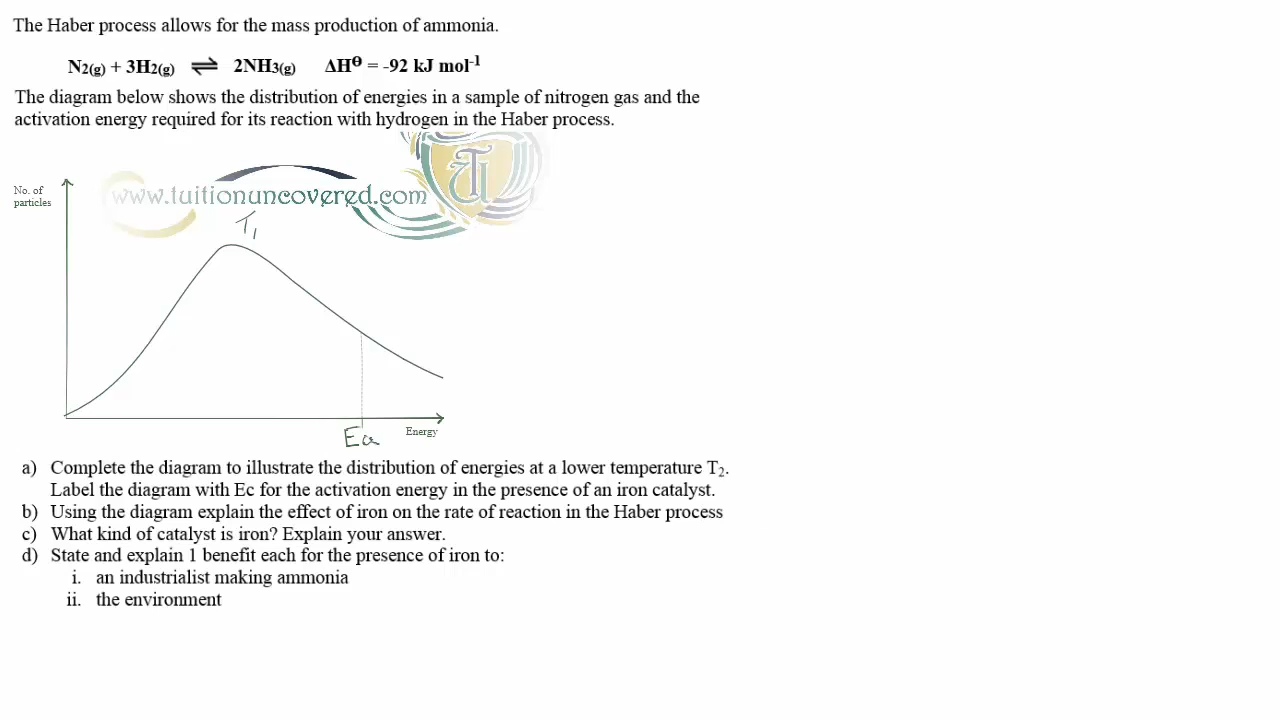 The Haber process allows for the mass production of ammonia.
N2(g) + 3H2(g) ⇌ 2NH3(g) ΔHᶱ = -92 kJ mol⁻¹
The diagram below shows the distribution of energies in a sample of nitrogen gas and the
activation energy required for its reaction with hydrogen in the Haber process.
www.tuitionuncovered.com
TU
No. of
particles
T₁
Ea
Energy
a) Complete the diagram to illustrate the distribution of energies at a lower temperature T₂.
Label the diagram with Ec for the activation energy in the presence of an iron catalyst.
b) Using the diagram explain the effect of iron on the rate of reaction in the Haber process
c) What kind of catalyst is iron? Explain your answer.
d) State and explain 1 benefit each for the presence of iron to:
i. an industrialist making ammonia
ii. the environment